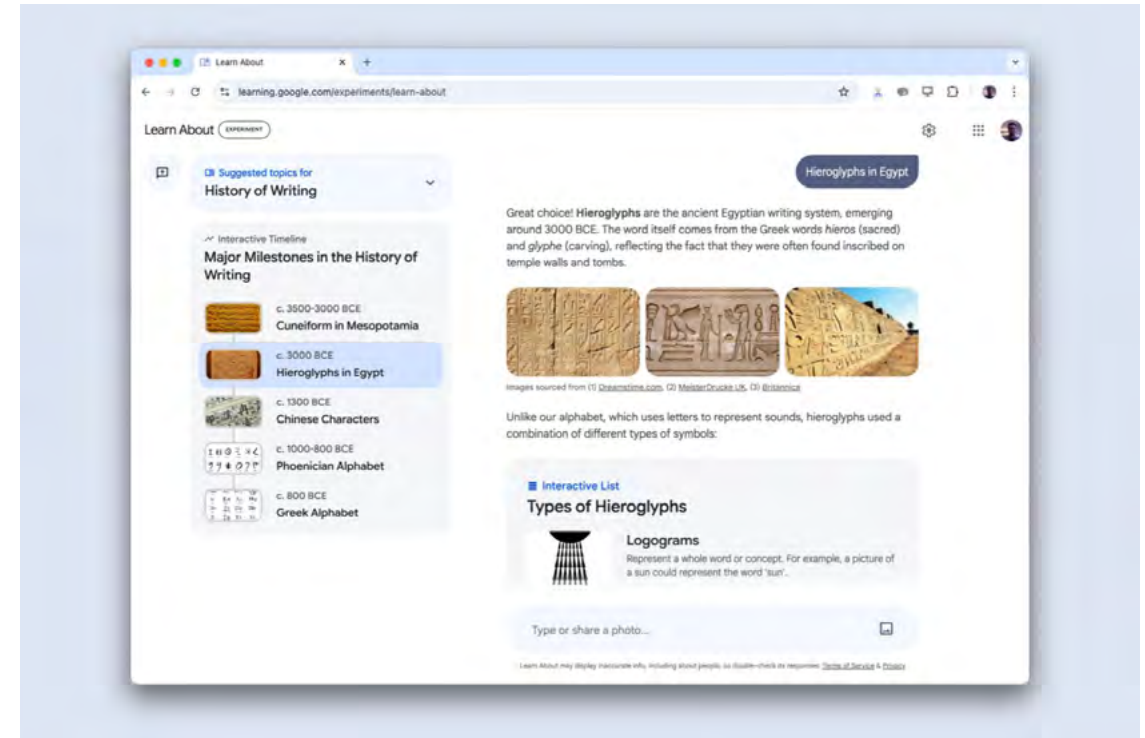 Learn About
learning.google.com/experiments/learn-about
Learn About EXPERIMENT
Suggested topics for
History of Writing
Interactive Timeline
Major Milestones in the History of
Writing
c. 3500-3000 BCE
Cuneiform in Mesopotamia
c. 3000 BCE
Hieroglyphs in Egypt
c. 1300 BCE
Chinese Characters
c. 1000-800 BCE
Phoenician Alphabet
c. 800 BCE
Greek Alphabet
Hieroglyphs in Egypt
Great choice! Hieroglyphs are the ancient Egyptian writing system, emerging
around 3000 BCE. The word itself comes from the Greek words hieros (sacred)
and glyphe (carving), reflecting the fact that they were often found inscribed on
temple walls and tombs.
Images sourced from (1) Dreamstime.com, (2) MeisterDrucke UK, (3) Britannica
Unlike our alphabet, which uses letters to represent sounds, hieroglyphs used a
combination of different types of symbols:
Interactive List
Types of Hieroglyphs
Logograms
Represent a whole word or concept. For example, a picture of
a sun could represent the word 'sun'.
Type or share a photo...
Learn About may display inaccurate info, including about people, so double-check its responses. Terms of Service & Privacy